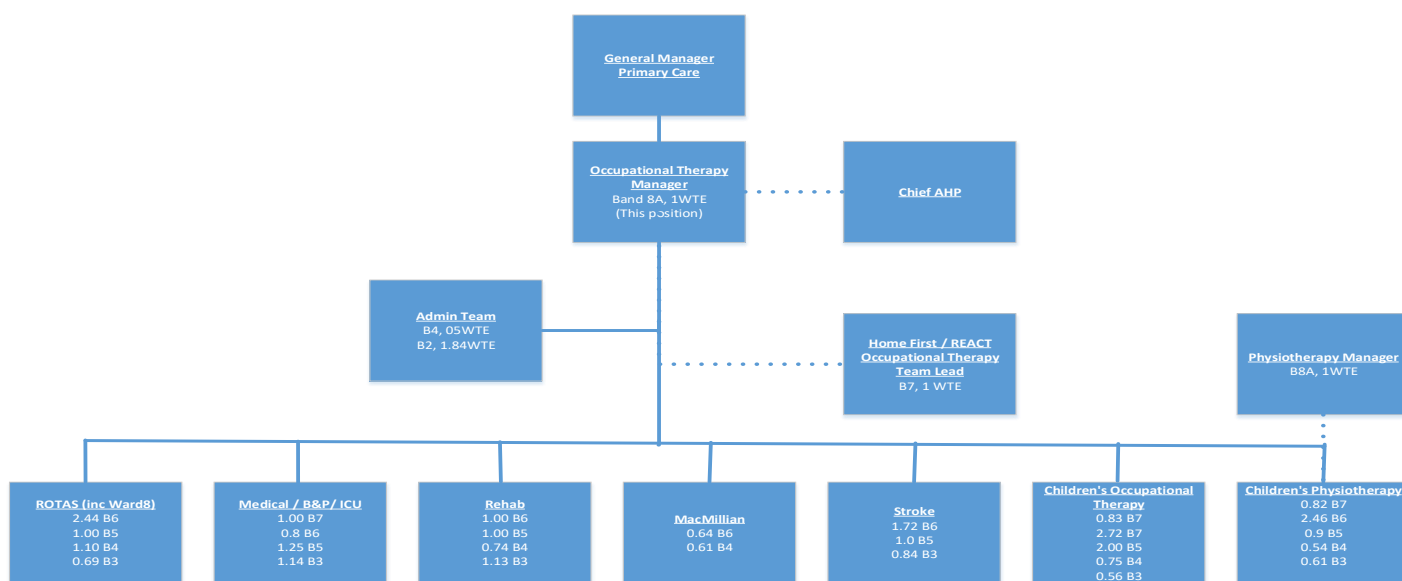 General Manager
Primary Care
Occupational Therapy
Manager
Band 8A, 1WTE
(This position)
Chief AHP
Admin Team
B4, 05WTE
B2, 1.84WTE
Home First / REACT
Occupational Therapy
Team Lead
B7, 1 WTE
Physiotherapy Manager
B8A, 1WTE
ROTAS (inc Ward8)
2.44 B6
1.00 B5
1.10 B4
0.69 B3
Medical / B&P/ ICU
1.00 B7
0.8 B6
1.25 B5
1.14 B3
Rehab
1.00 B6
1.00 B5
0.74 B4
1.13 B3
MacMillian
0.64 B6
0.61 B4
Stroke
1.72 B6
1.0 B5
0.84 B3
Children's Occupational
Therapy
0.83 B7
2.72 B7
2.00 B5
0.75 B4
0.56 B3
Children's Physiotherapy
0.82 B7
2.46 B6
0.9 B5
0.54 B4
0.61 B3